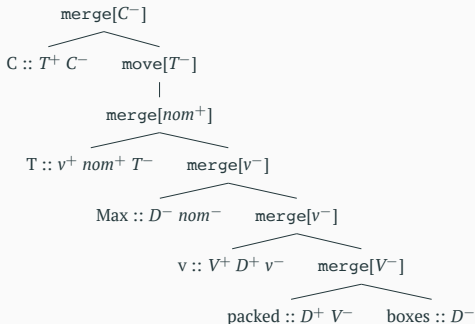 merge[C⁻]
C :: T⁺ C⁻ move[T⁻]
merge[nom⁺]
T :: v⁺ nom⁺ T⁻ merge[v⁻]
Max :: D⁻ nom⁻ merge[v⁻]
v :: V⁺ D⁺ v⁻ merge[V⁻]
packed :: D⁺ V⁻ boxes :: D⁻